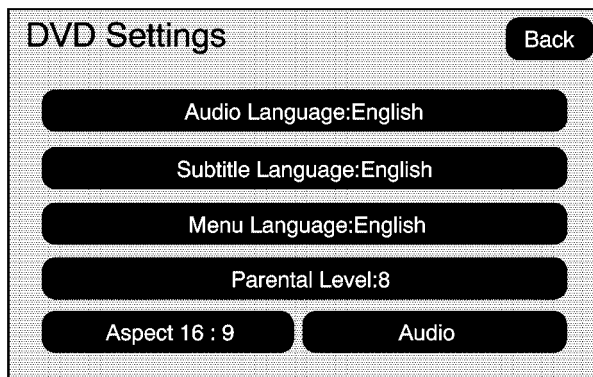 DVD Settings
Back
Audio Language:English
Subtitle Language:English
Menu Language:English
Parental Level:8
Aspect 16 : 9
Audio